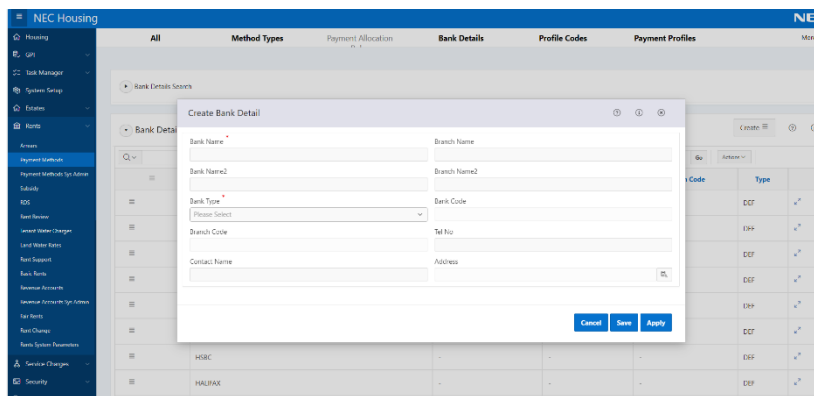 NEC Housing
NE
Housing
GPI
Task Manager
System Setup
Estates
Rents
Arrears
Payment Methods
Payment Methods Sys Admin
Subsidy
RDS
Rent Review
Tenant Water Charges
Land Water Rates
Rent Support
Basic Rents
Revenue Accounts
Revenue Accounts Sys Admin
Fair Rents
Rent Change
Rents System Parameters
Service Charges
Security
All
Method Types
Payment Allocation
Bank Details
Profile Codes
Payment Profiles
Bank Details Search
Bank Detai
Create
Go
Actions
Code
Type
DEF
DEF
DEF
DEF
DEF
DEF
HSBC - - - DEF
HALIFAX - - - DEF
Create Bank Detail
Bank Name *
Branch Name
Bank Name2
Branch Name2
Bank Type *
Bank Code
Please Select
Branch Code
Tel No
Contact Name
Address
Cancel
Save
Apply